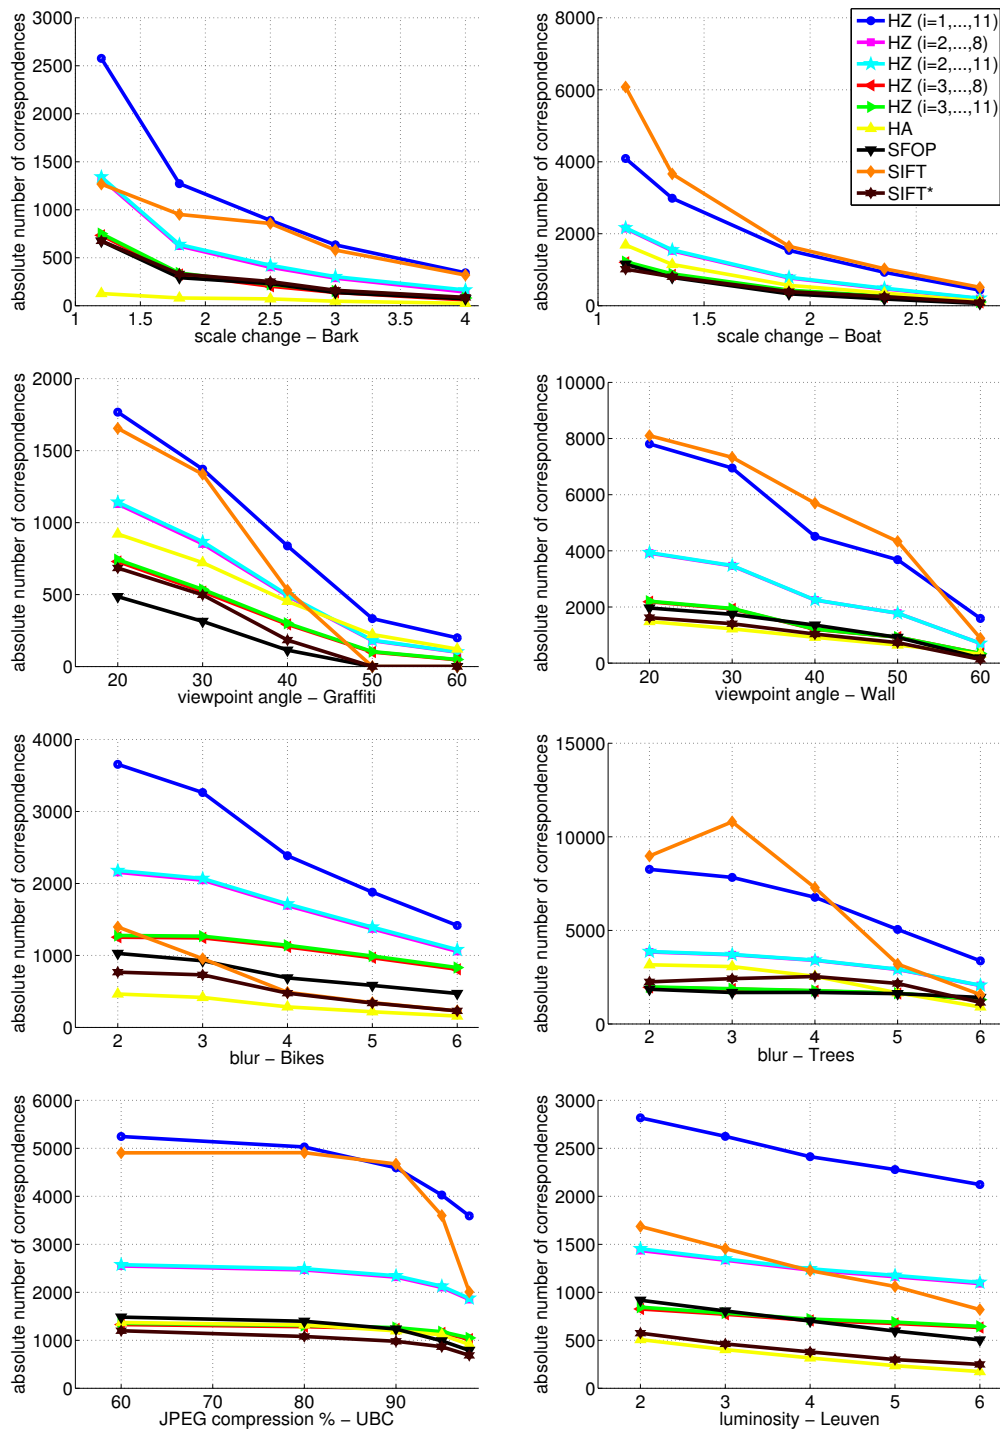 absolute number of correspondences
3000
2500
2000
1500
1000
500
0
1 1.5 2 2.5 3 3.5 4
scale change − Bark
absolute number of correspondences
8000
6000
4000
2000
0
1 1.5 2 2.5
scale change − Boat
HZ (i=1,...,11)
HZ (i=2,...,8)
HZ (i=2,...,11)
HZ (i=3,...,8)
HZ (i=3,...,11)
HA
SFOP
SIFT
SIFT*
absolute number of correspondences
2000
1500
1000
500
0
20 30 40 50 60
viewpoint angle − Graffiti
absolute number of correspondences
10000
8000
6000
4000
2000
0
20 30 40 50 60
viewpoint angle − Wall
absolute number of correspondences
4000
3000
2000
1000
0
2 3 4 5 6
blur − Bikes
absolute number of correspondences
15000
10000
5000
0
2 3 4 5 6
blur − Trees
absolute number of correspondences
6000
5000
4000
3000
2000
1000
0
60 70 80 90
JPEG compression % − UBC
absolute number of correspondences
3000
2500
2000
1500
1000
500
0
2 3 4 5 6
luminosity − Leuven